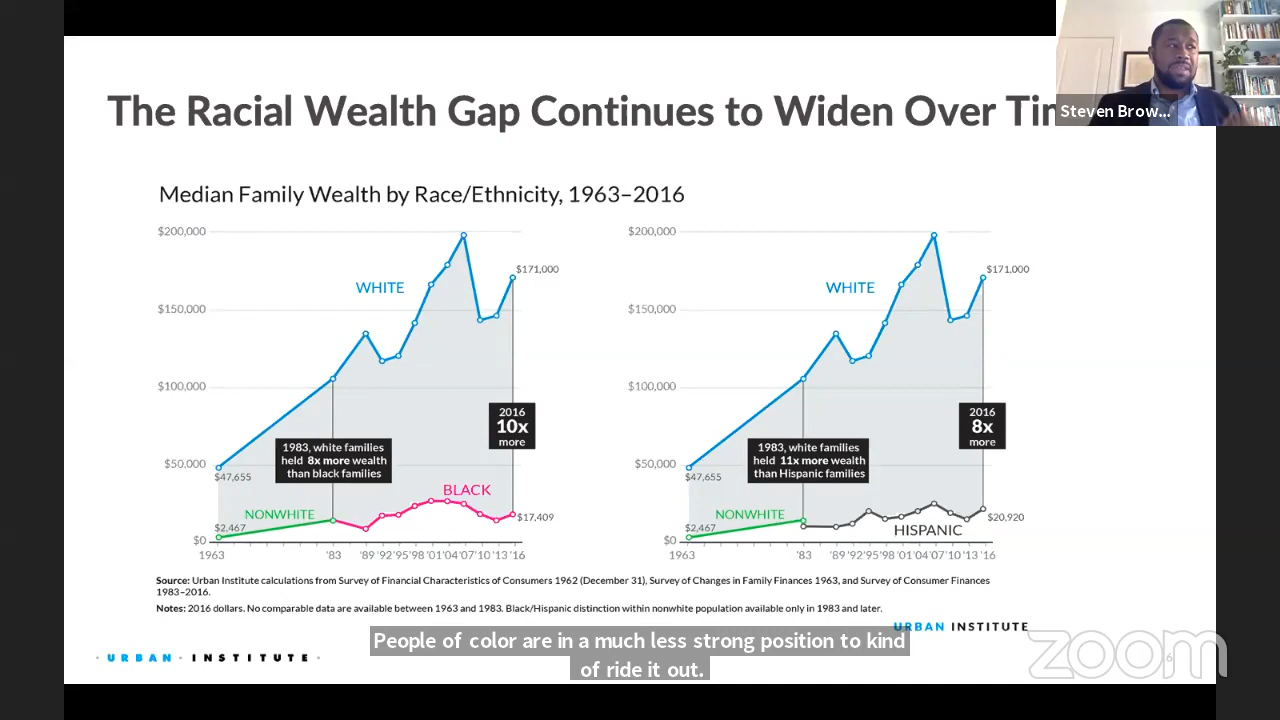 The Racial Wealth Gap Continues to Widen Over
Steven Brow...
Median Family Wealth by Race/Ethnicity, 1963–2016
$200,000
$150,000
$100,000
$50,000
$0
WHITE
$171,000
2016
10x
more
1983, white families
held 8x more wealth
than black families
$47,655
BLACK
NONWHITE
$2,467
$17,409
1963 '83 '89 '92 '95 '98 '01 '04 '07 '10 '13 '16
$200,000
$150,000
$100,000
$50,000
$0
WHITE
$171,000
2016
8x
more
1983, white families
held 11x more wealth
than Hispanic families
$47,655
NONWHITE
$2,467
HISPANIC
$20,920
1963 '83 '89 '92 '95 '98 '01 '04 '07 '10 '13 '16
Source: Urban Institute calculations from Survey of Financial Characteristics of Consumers 1962 (December 31), Survey of Changes in Family Finances 1963, and Survey of Consumer Finances
1983–2016.
Notes: 2016 dollars. No comparable data are available between 1963 and 1983. Black/Hispanic distinction within nonwhite population available only in 1983 and later.
URBAN INSTITUTE
People of color are in a much less strong position to kind
of ride it out.
· URBAN · INSTITUTE ·
zoom
6